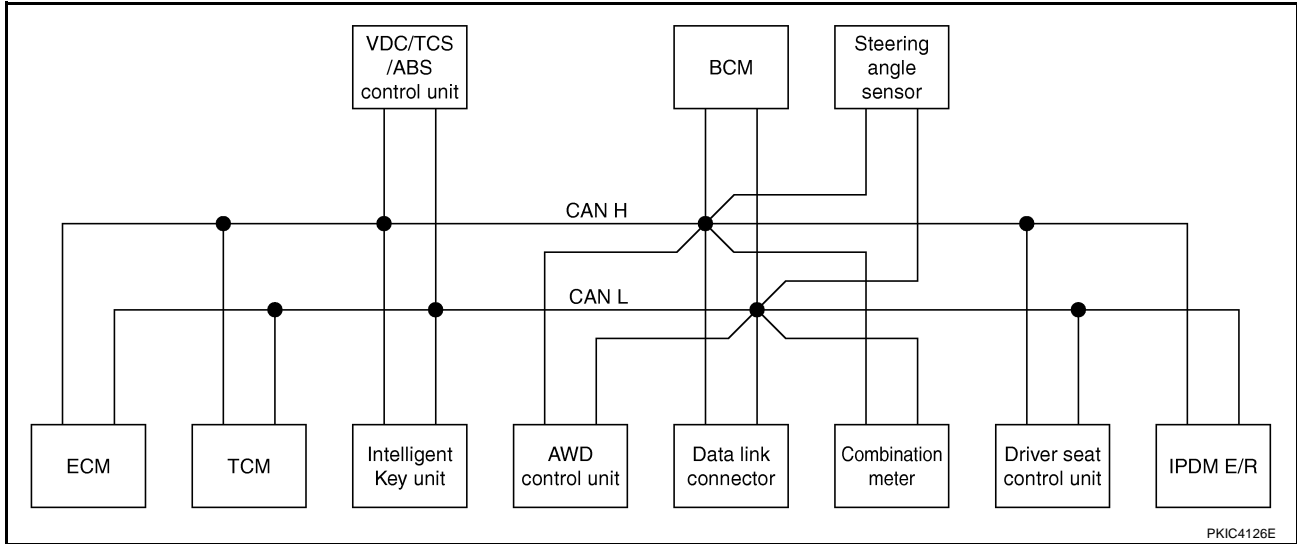 VDC/TCS
/ABS
control unit
BCM
Steering
angle
sensor
CAN H
CAN L
ECM
TCM
Intelligent
Key unit
AWD
control unit
Data link
connector
Combination
meter
Driver seat
control unit
IPDM E/R
PKIC4126E